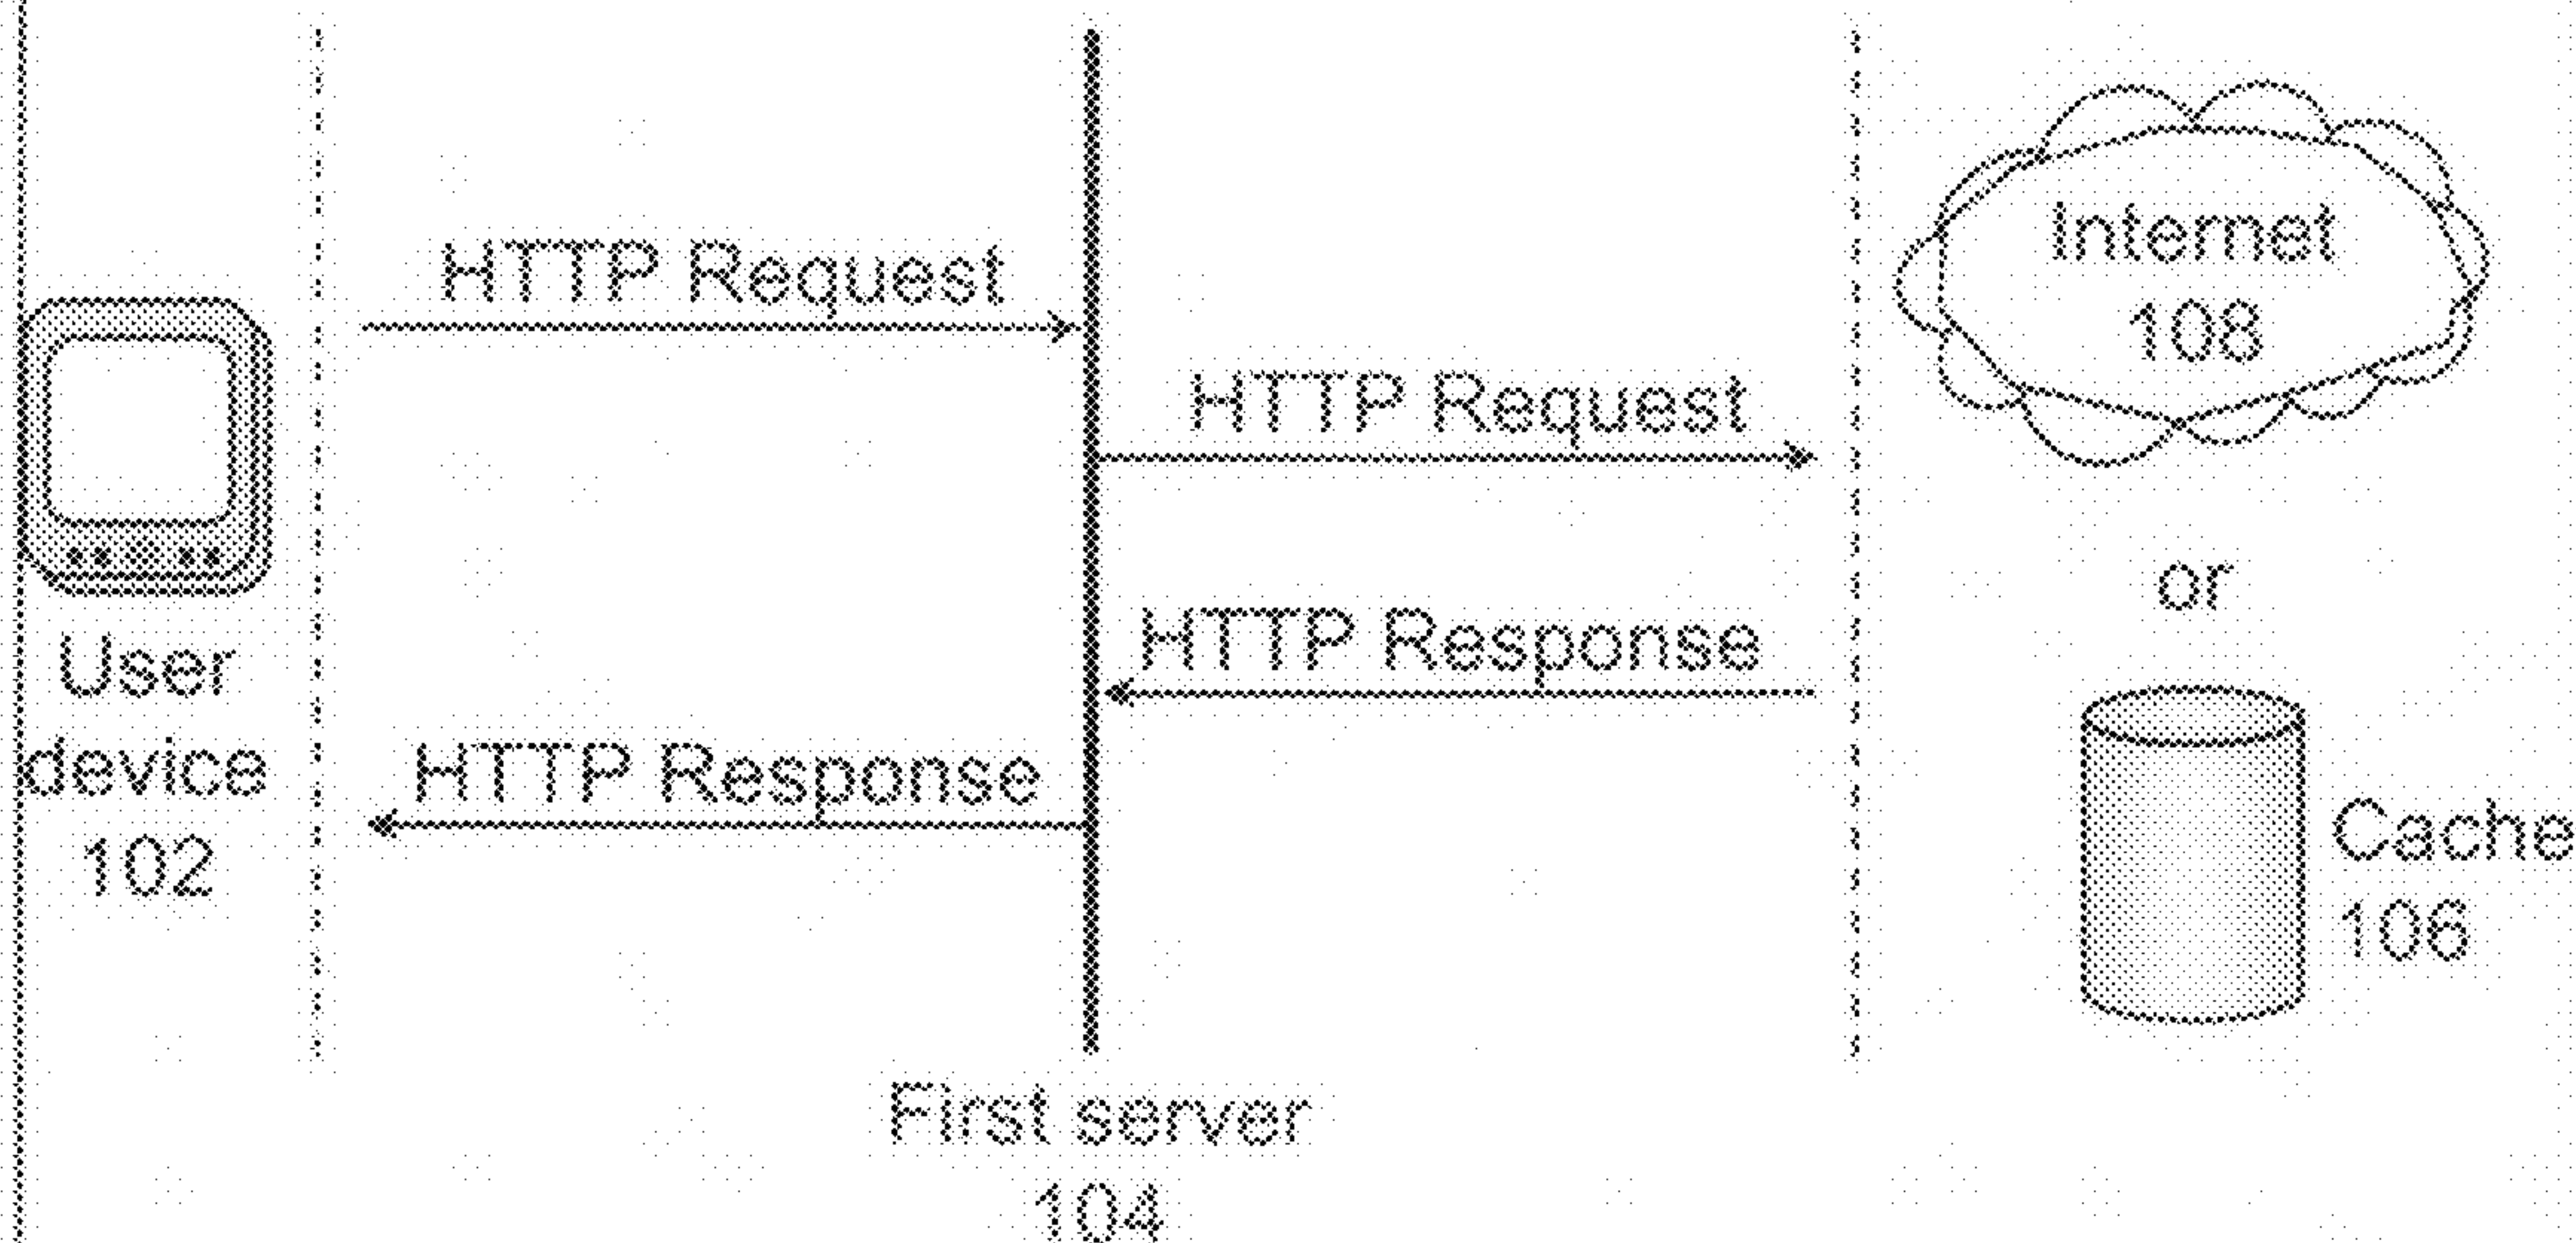 HTTP Request
HTTP Request
HTTP Response
HTTP Response
User
device
102
First server
104
Internet
108
or
Cache
106